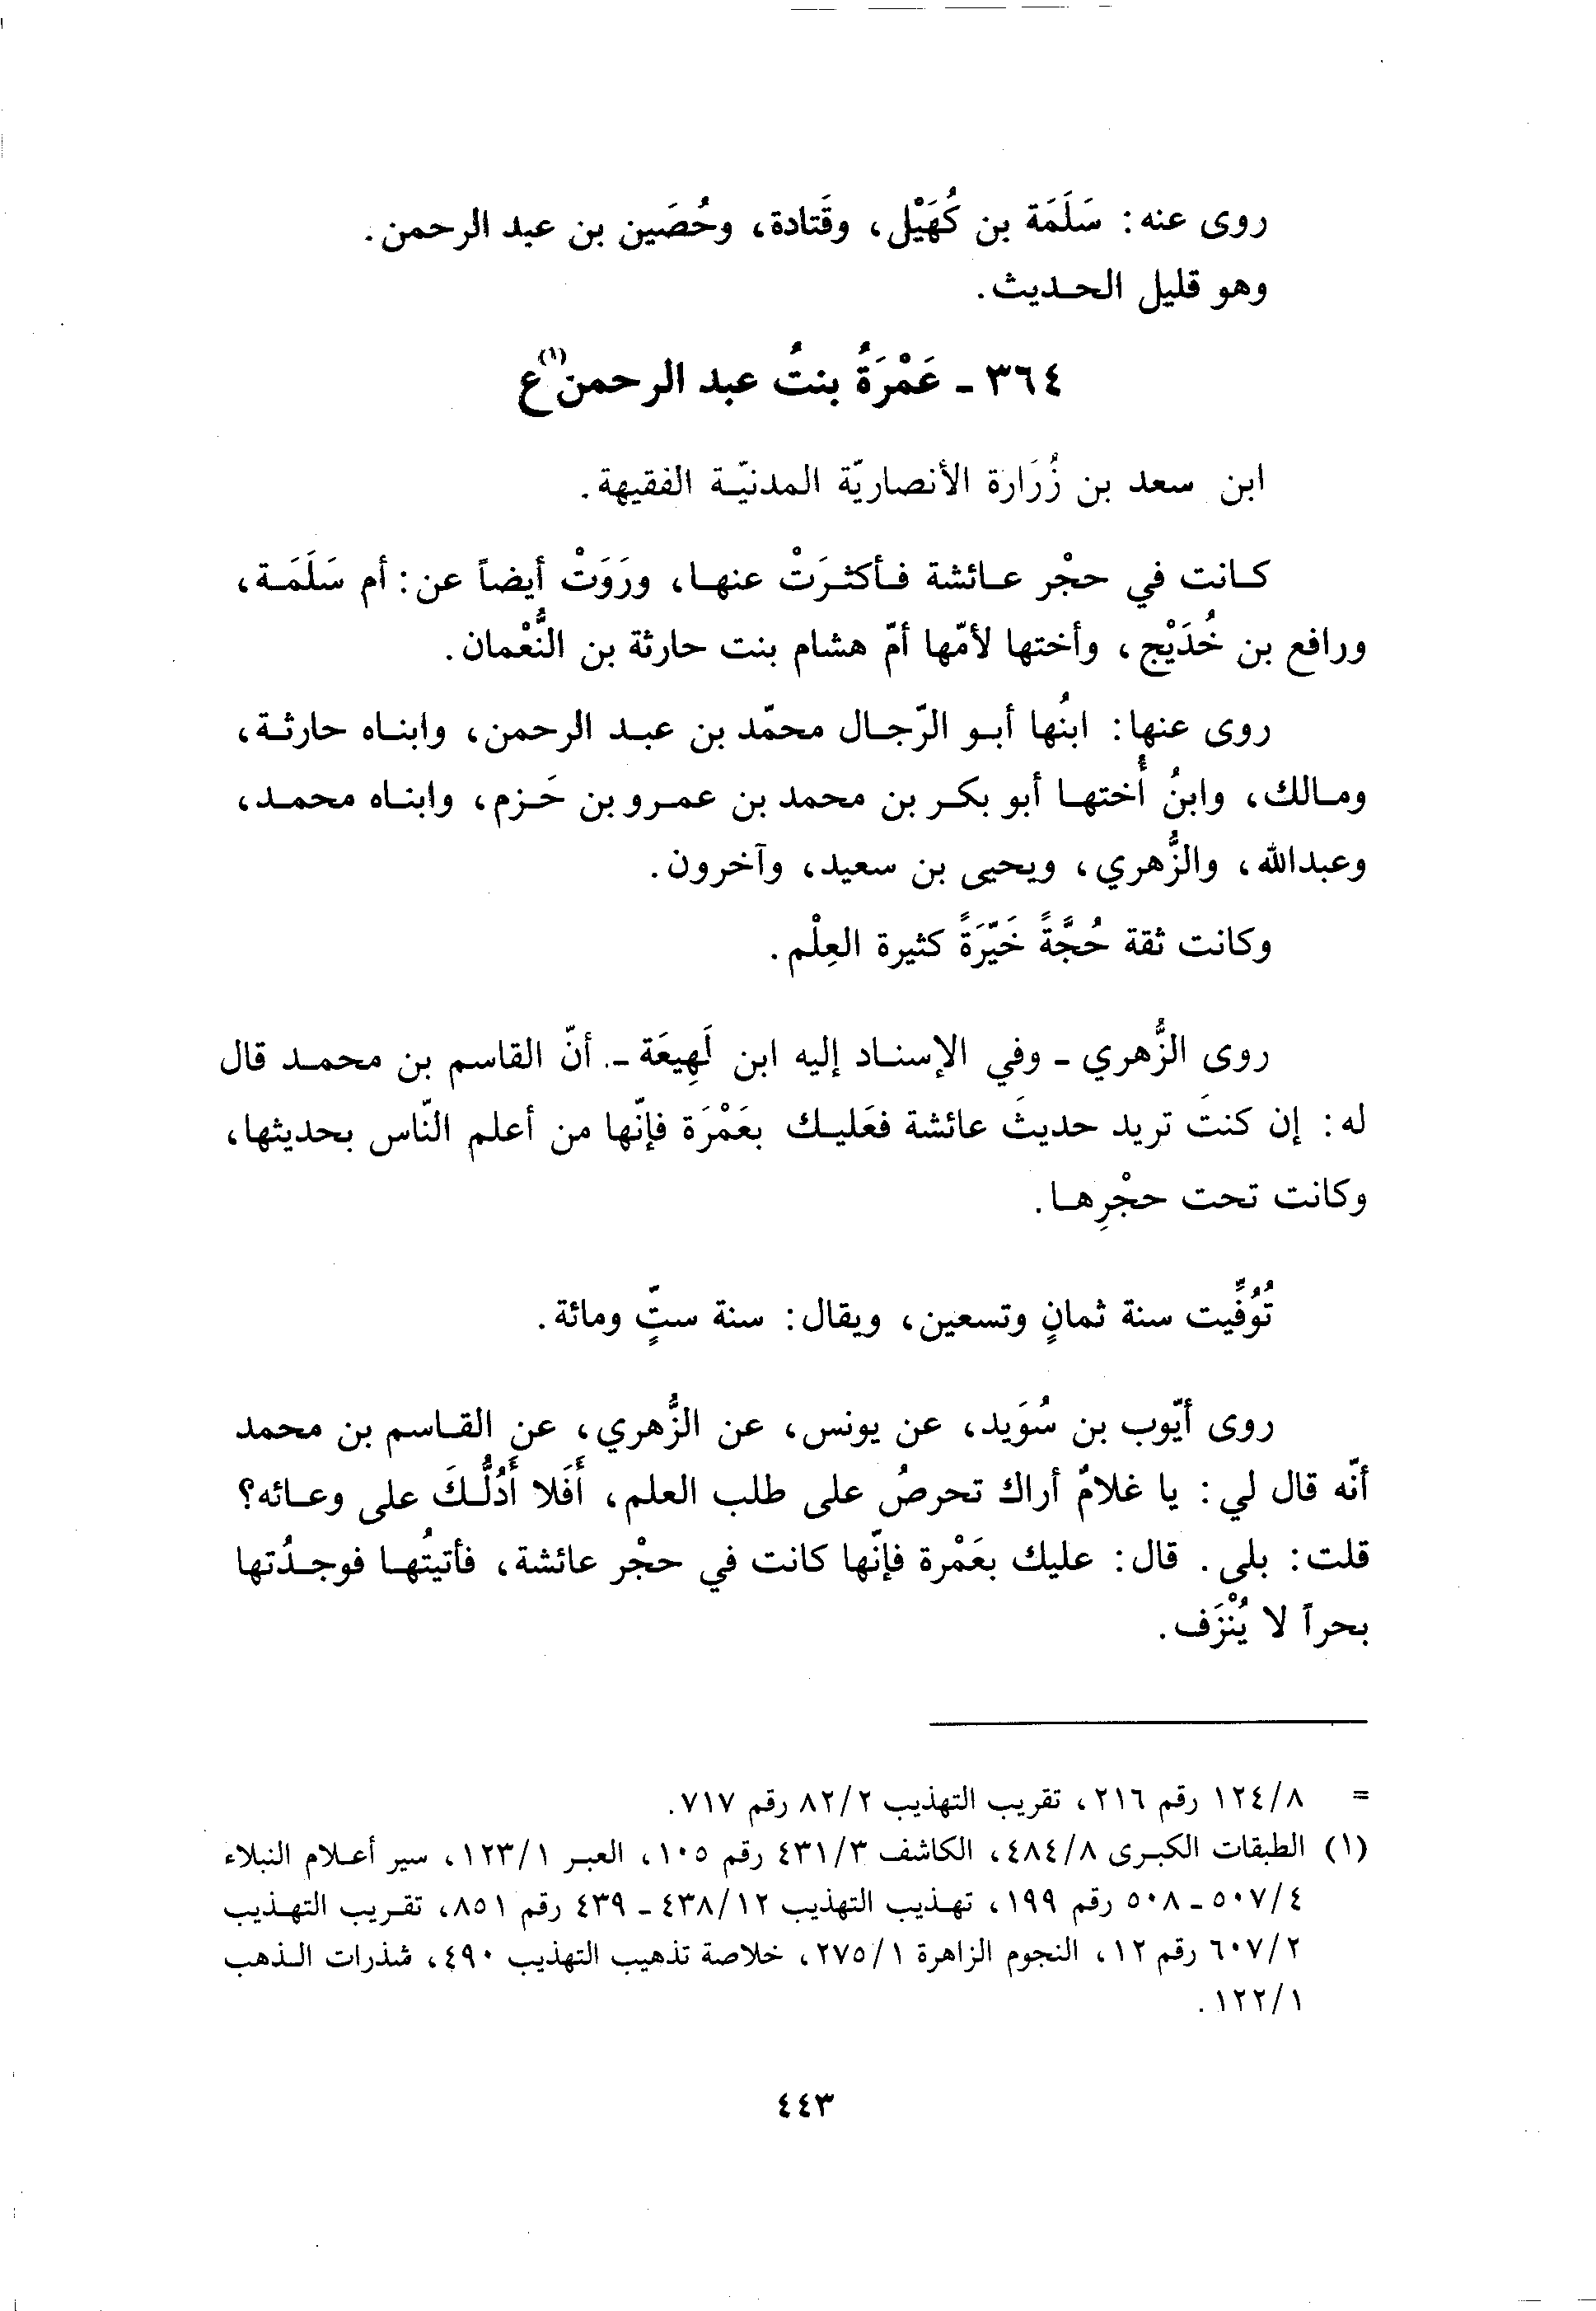 روى عنه: سَلَمَة بن كُهَيْل، وقَتادة، وحُصَين بن عبد الرحمن.
وهو قليل الحديث.
٣٦٤ - عَمْرَةُ بنتُ عبد الرحمن(١) ع
ابن سعد بن زُرَارة الأنصاريّة المدنيّة الفقيهة.
كانت في حجْر عائشة فأكثرَتْ عنها، ورَوَتْ أيضاً عن: أم سَلَمَة،
ورافع بن خُدَيْج، وأختها لأمّها أمّ هشام بنت حارثة بن النُّعْمان.
روى عنها: ابنُها أبو الرّجال محمّد بن عبد الرحمن، وابناه حارثة،
ومالك، وابنُ أُختها أبو بكر بن محمد بن عمرو بن حَزم، وابناه محمد،
وعبدالله، والزُّهري، ويحيى بن سعيد، وآخرون.
وكانت ثقة حُجَّةً خَيّرَةً كثيرة العِلْم.
روى الزُّهري - وفي الإسناد إليه ابن لَهِيعَة -. أنّ القاسم بن محمد قال
له: إن كنتَ تريد حديثَ عائشة فعَليك بعَمْرَة فإنّها من أعلم النّاس بحديثها،
وكانت تحت حجْرِها.
تُوُفِّيت سنة ثمانٍ وتسعين، ويقال: سنة ستٍّ ومائة.
روى أيّوب بن سُوَيد، عن يونس، عن الزُّهري، عن القاسم بن محمد
أنّه قال لي: يا غلامُ أراك تحرصُ على طلب العلم، أَفَلا أَدُلُّكَ على وعائه؟
قلت: بلى. قال: عليك بعَمْرة فإنّها كانت في حجْر عائشة، فأتيتُها فوجدُتها
بحراً لا يُنْزَف.
= ١٢٤/٨ رقم ٢١٦، تقريب التهذيب ٨٢/٢ رقم ٧١٧.
(١) الطبقات الكبرى ٤٨٤/٨، الكاشف ٤٣١/٣ رقم ١٠٥، العبر ١٢٣/١، سير أعلام النبلاء
٥٠٧/٤ - ٥٠٨ رقم ١٩٩، تهذيب التهذيب ٤٣٨/١٢ - ٤٣٩ رقم ٨٥١، تقريب التهذيب
٦٠٧/٢ رقم ١٢، النجوم الزاهرة ٢٧٥/١، خلاصة تذهيب التهذيب ٤٩٠، شذرات الذهب
١٢٢/١.
٤٤٣